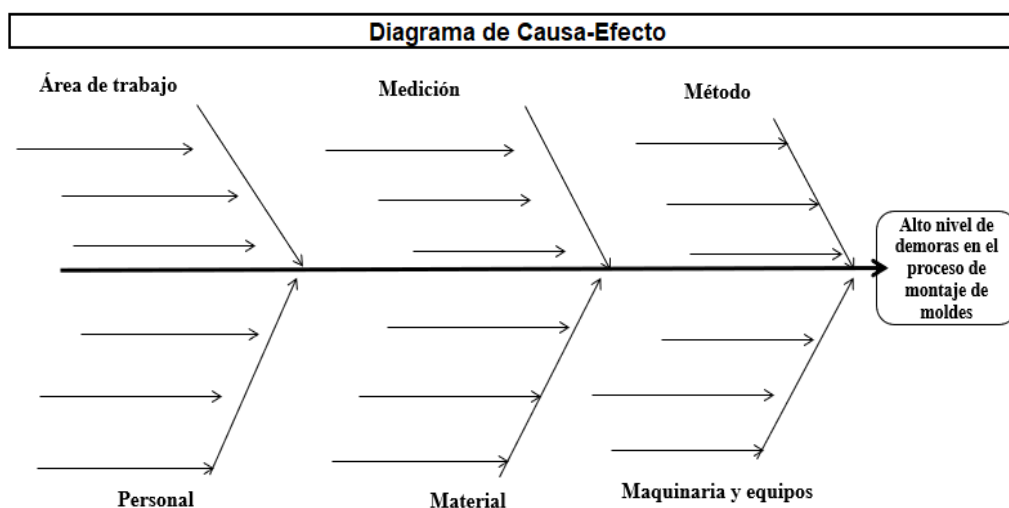 Diagrama de Causa-Efecto
Área de trabajo
Medición
Método
Alto nivel de
demoras en el
proceso de
montaje de
moldes
Personal
Material
Maquinaria y equipos